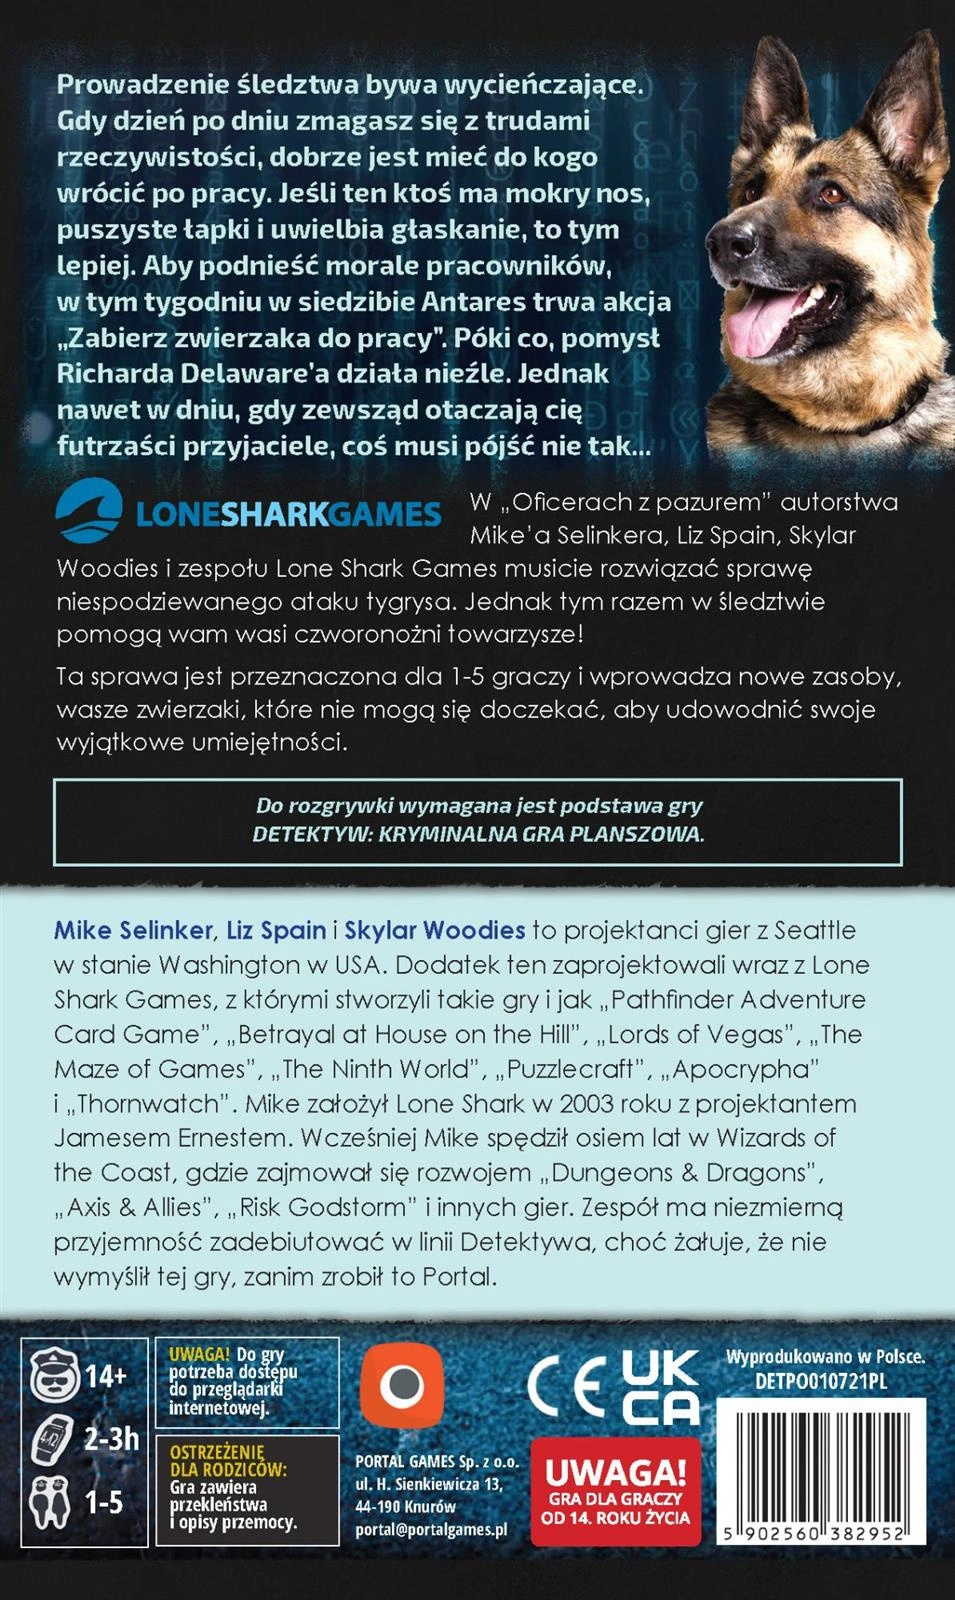 Prowadzenie śledztwa bywa wycieńczające.
Gdy dzień po dniu zmagasz się z trudami
rzeczywistości, dobrze jest mieć do kogo
wrócić po pracy. Jeśli ten ktoś ma mokry nos,
puszyste łapki i uwielbia głaskanie, to tym
lepiej. Aby podnieść morale pracowników,
w tym tygodniu w siedzibie Antares trwa akcja
„Zabierz zwierzaka do pracy”. Póki co, pomysł
Richarda Delaware'a działa nieźle. Jednak
nawet w dniu, gdy zewsząd otaczają cię
futrzaści przyjaciele, coś musi pójść nie tak...
LONESHARKGAMES
W „Oficerach z pazurem” autorstwa
Mike’a Selinkera, Liz Spain, Skylar
Woodies i zespołu Lone Shark Games musicie rozwiązać sprawę
niespodziewanego ataku tygrysa. Jednak tym razem w śledztwie
pomogą wam wasi czworonożni towarzysze!
Ta sprawa jest przeznaczona dla 1-5 graczy i wprowadza nowe zasoby,
wasze zwierzaki, które nie mogą się doczekać, aby udowodnić swoje
wyjątkowe umiejętności.
Do rozgrywki wymagana jest podstawa gry
DETEKTYW: KRYMINALNA GRA PLANSZOWA.
Mike Selinker, Liz Spain i Skylar Woodies to projektanci gier z Seattle
w stanie Washington w USA. Dodatek ten zaprojektowali wraz z Lone
Shark Games, z którymi stworzyli takie gry i jak „Pathfinder Adventure
Card Game”, „Betrayal at House on the Hill”, „Lords of Vegas”, „The
Maze of Games”, „The Ninth World”, „Puzzlecraft”, „Apocrypha”
i „Thornwatch”. Mike założył Lone Shark w 2003 roku z projektantem
Jamesem Ernestem. Wcześniej Mike spędził osiem lat w Wizards of
the Coast, gdzie zajmował się rozwojem „Dungeons & Dragons”,
„Axis & Allies”, „Risk Godstorm” i innych gier. Zespół ma niezmierną
przyjemność zadebiutować w linii Detektywa, choć żałuje, że nie
wymyślił tej gry, zanim zrobił to Portal.
14+
2-3h
1-5
UWAGA! Do gry
potrzeba dostępu
do przeglądarki
internetowej.
OSTRZEŻENIE
DLA RODZICÓW:
Gra zawiera
przekleństwa
i opisy przemocy.
PORTAL GAMES Sp. z o.o.
ul. H. Sienkiewicza 13,
44-190 Knurów
portal@portalgames.pl
CE
UK
CA
UWAGA!
GRA DLA GRACZY
OD 14. ROKU ŻYCIA
Wyprodukowano w Polsce.
DETPO010721PL
5 902560 382952